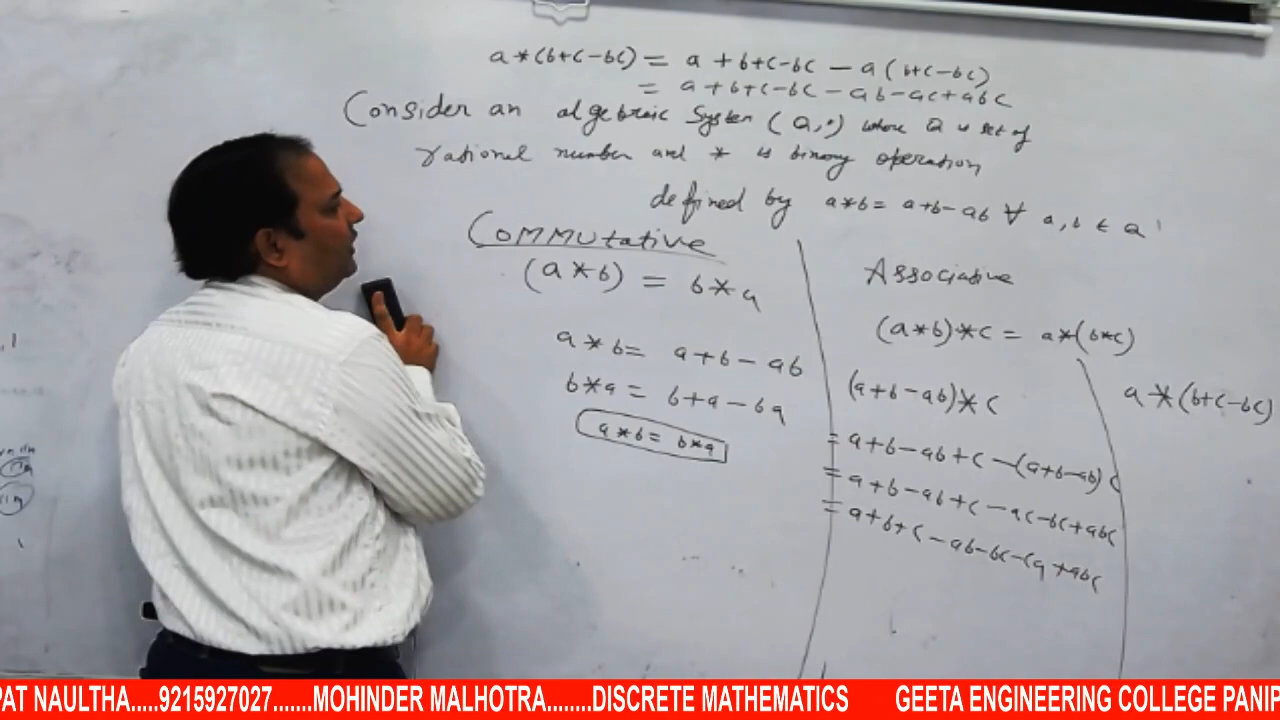 a*(b+c-bc) = a + b+c-bc - a(b+c-bc)
= a+b+c-bc-ab-ac+abc
Consider an algebraic System (Q,*) where Q is set of
rational number and * is binary operation
defined by a*b = a+b-ab ∀ a,b ∈ Q
Commutative
(a*b) = b*a
a*b = a+b-ab
b*a = b+a-ba
a*b = b*a
Associative
(a*b)*c = a*(b*c)
(a+b-ab)*c
= a+b-ab+c-(a+b-ab)c
= a+b-ab+c-ac-bc+abc
= a+b+c-ab-bc-ca+abc
a*(b+c-bc)
PAT NAULTHA.....9215927027.......MOHINDER MALHOTRA........DISCRETE MATHEMATICS GEETA ENGINEERING COLLEGE PANIP